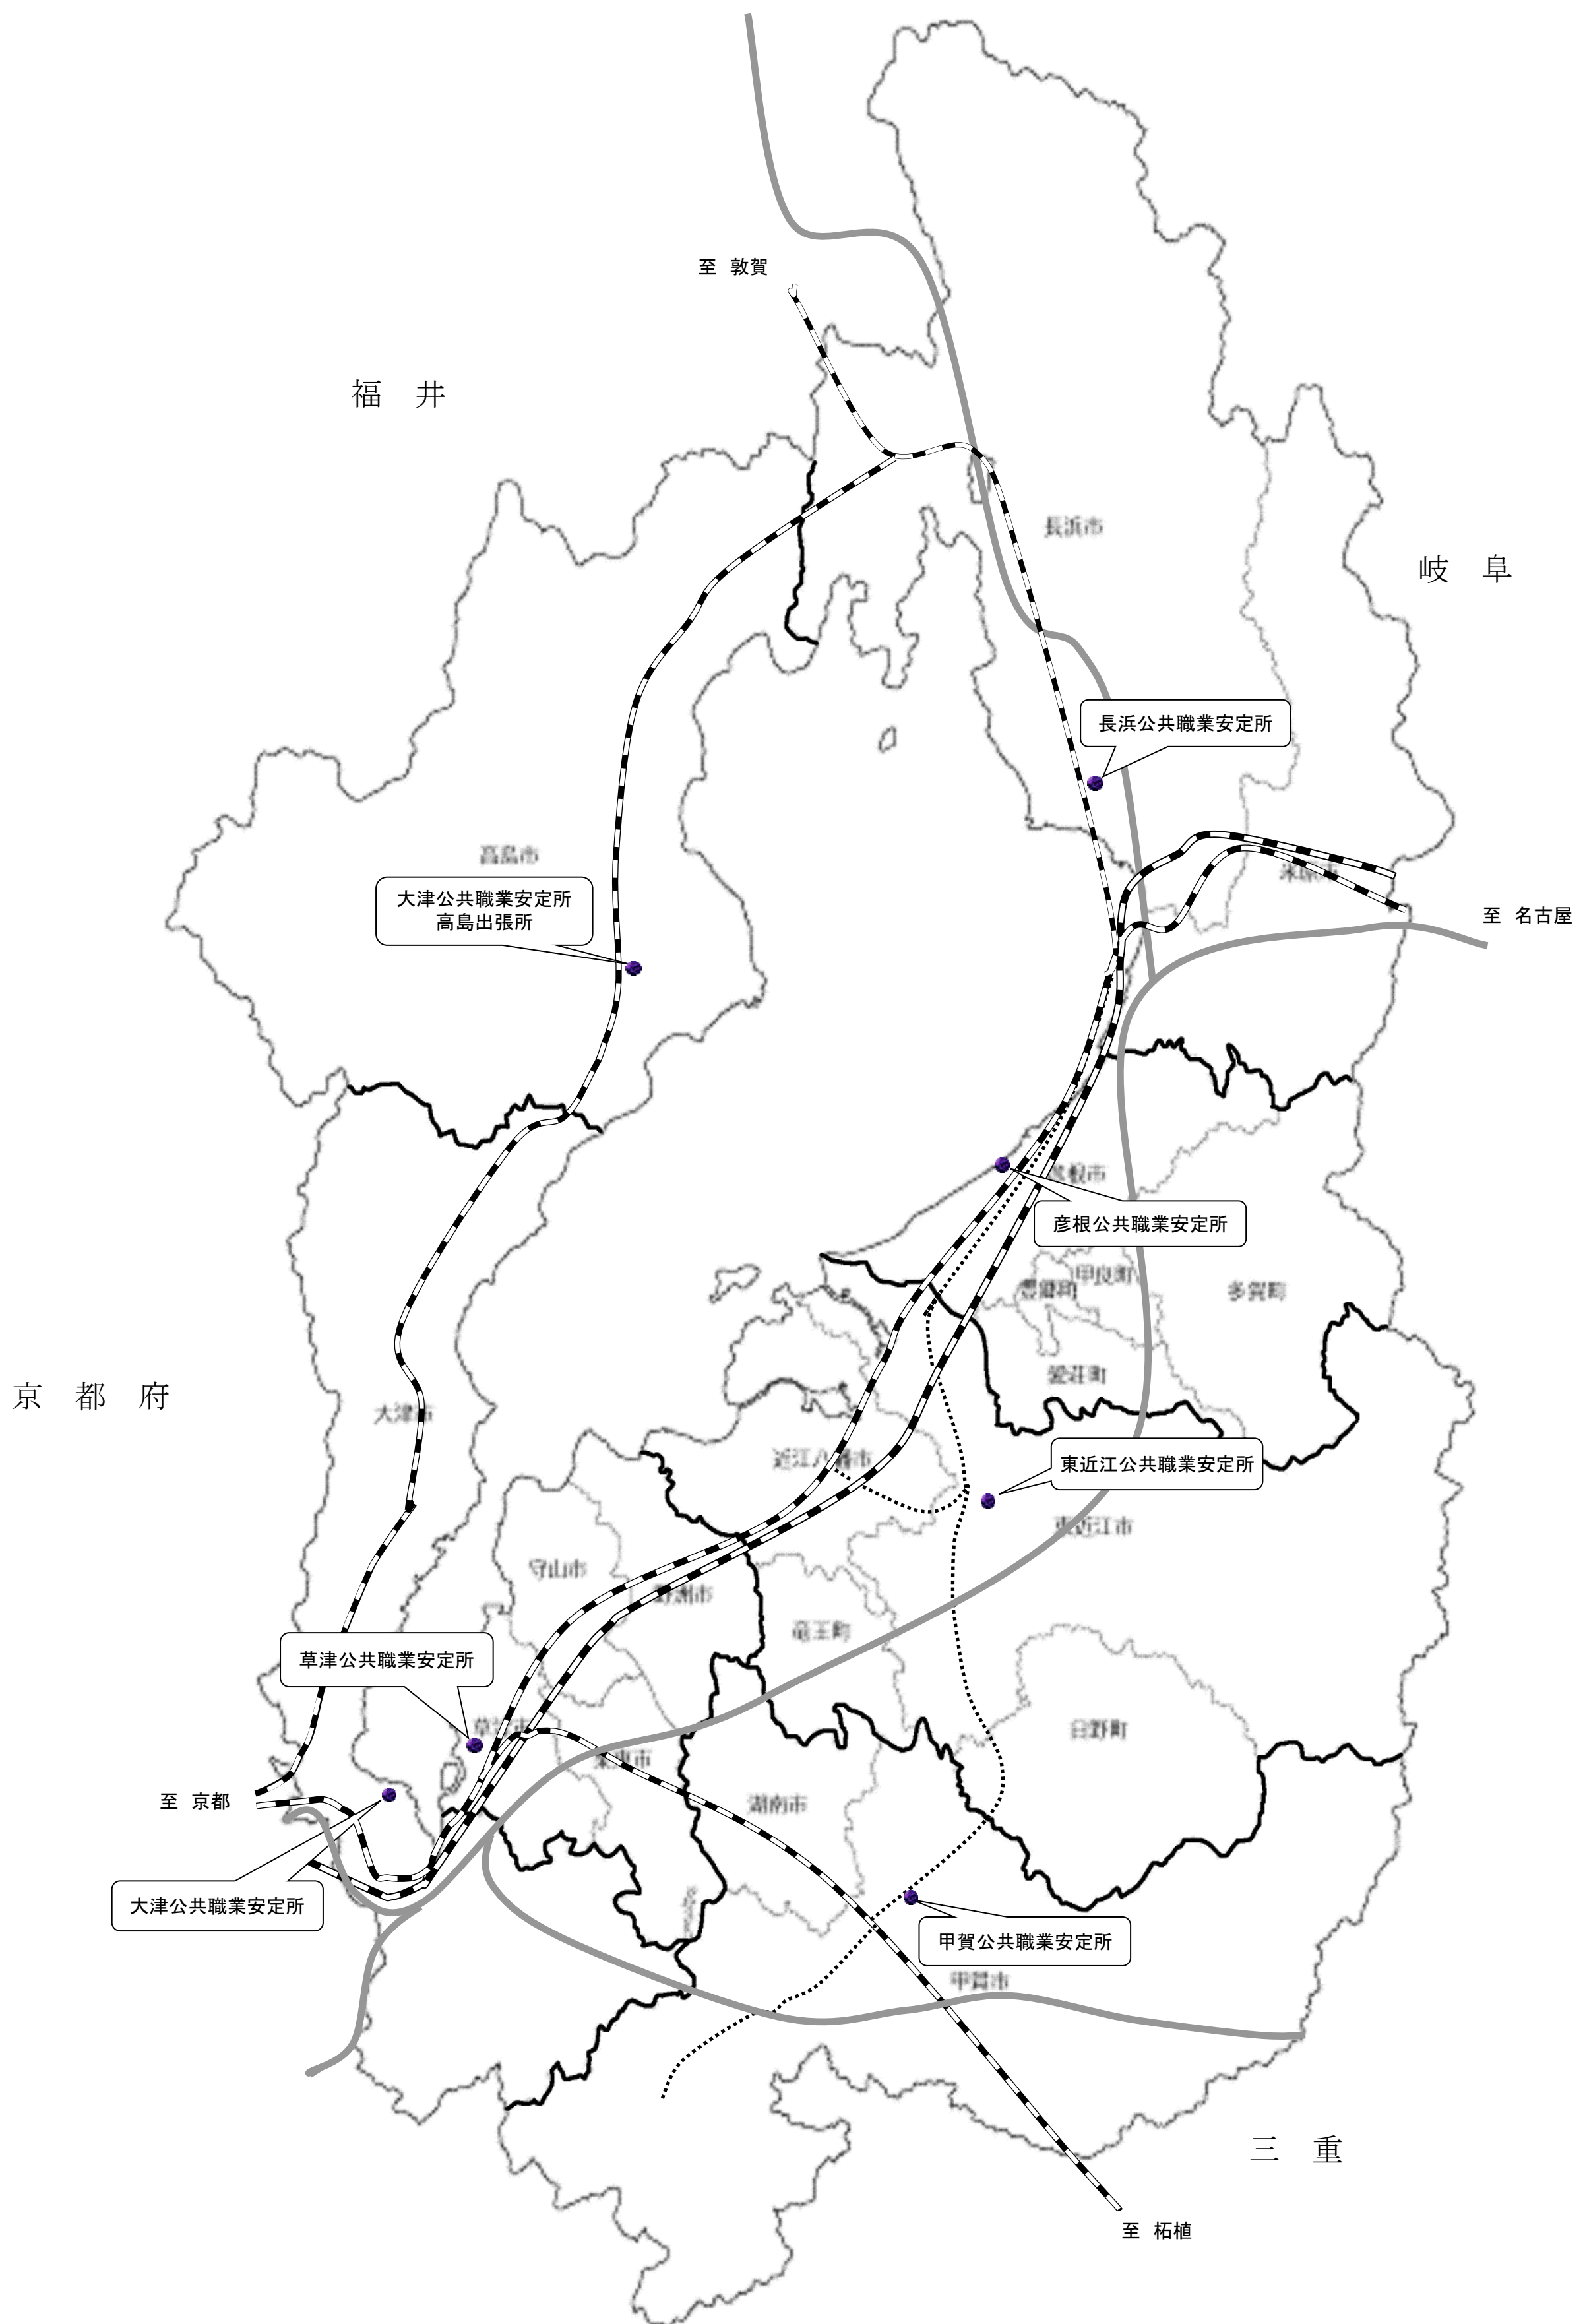 至 敦賀
福 井
長浜市
岐 阜
長浜公共職業安定所
高島市
米原市
大津公共職業安定所
高島出張所
至 名古屋
彦根市
彦根公共職業安定所
甲良町
豊郷町
多賀町
愛荘町
京 都 府
大津市
近江八幡市
東近江公共職業安定所
東近江市
守山市
野洲市
竜王町
草津公共職業安定所
草津市
日野町
栗東市
至 京都
湖南市
大津公共職業安定所
甲賀公共職業安定所
甲賀市
三 重
至 柘植